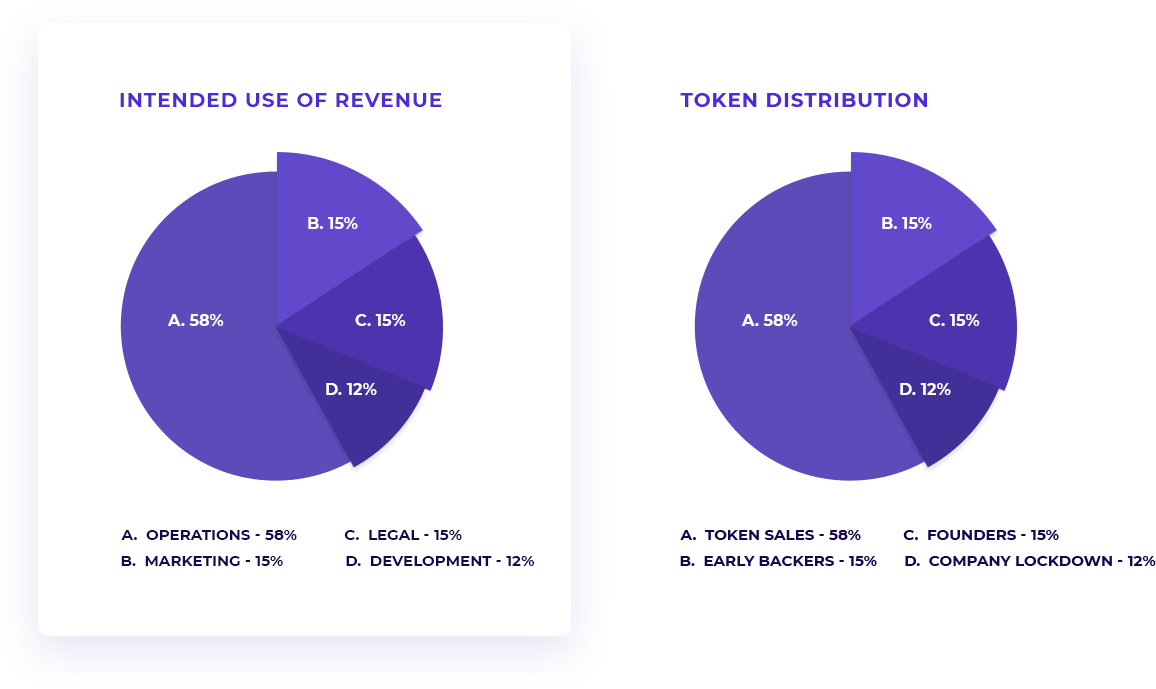 INTENDED USE OF REVENUE
B. 15%
A. 58%
C. 15%
D. 12%
A. OPERATIONS - 58%
C. LEGAL - 15%
B. MARKETING - 15%
D. DEVELOPMENT - 12%
TOKEN DISTRIBUTION
B. 15%
A. 58%
C. 15%
D. 12%
A. TOKEN SALES - 58%
C. FOUNDERS - 15%
B. EARLY BACKERS - 15%
D. COMPANY LOCKDOWN - 12%